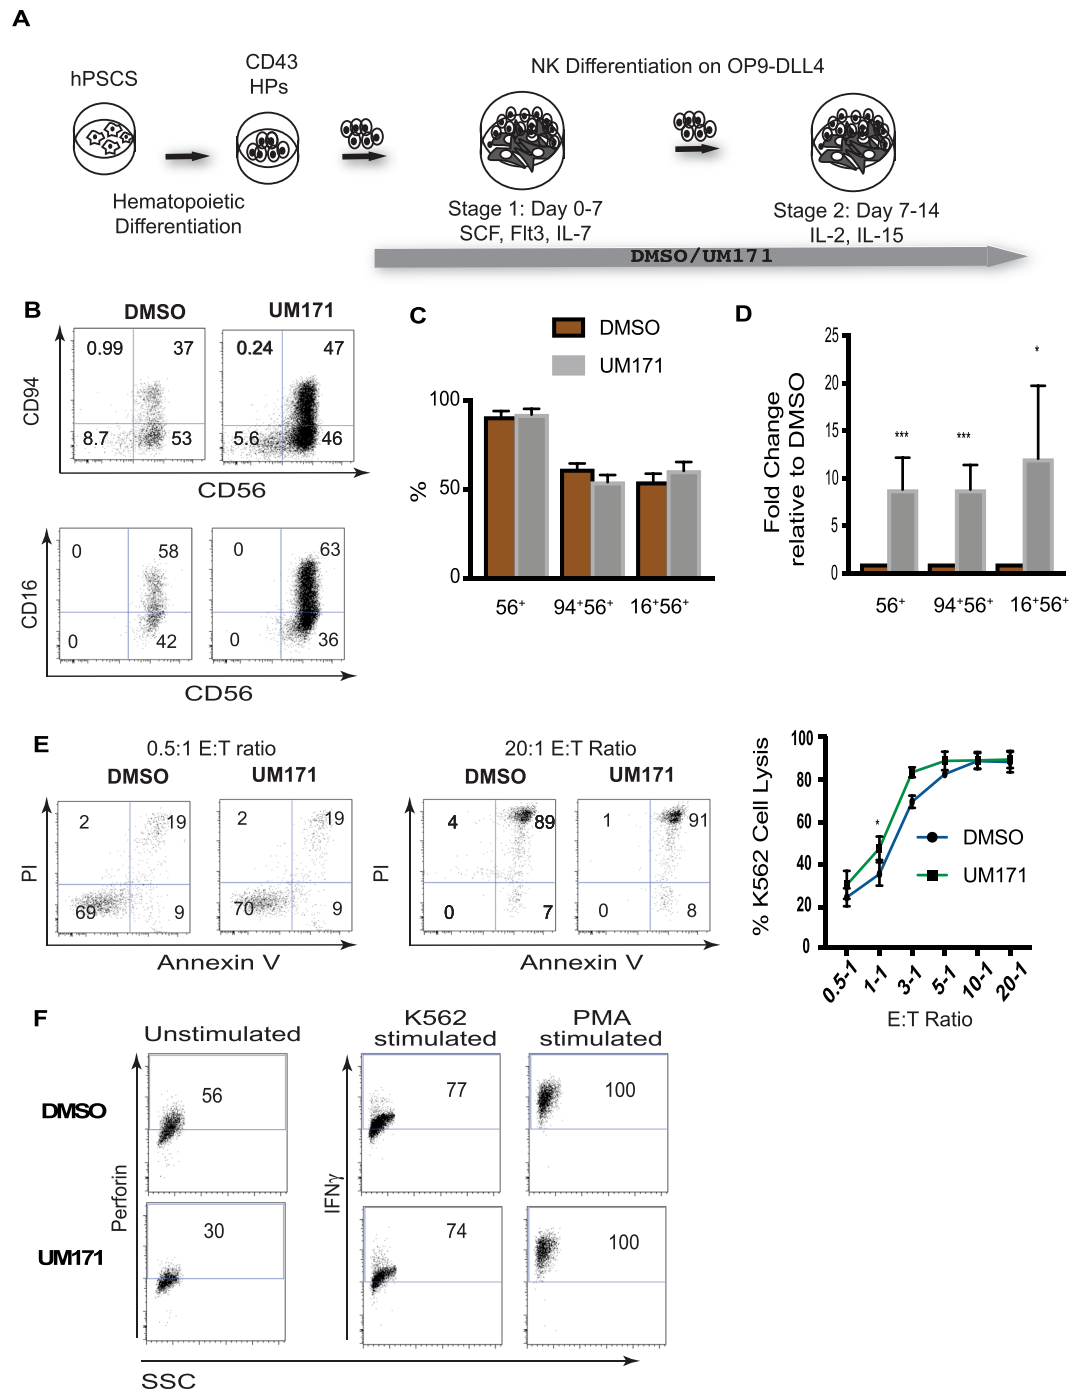 A
hPSCS
CD43
HPs
NK Differentiation on OP9-DLL4
Hematopoietic
Differentiation
Stage 1: Day 0-7
SCF, Flt3, IL-7
Stage 2: Day 7-14
IL-2, IL-15
DMSO/UM171
B
DMSO
UM171
0.99
37
8.7
53
0.24
47
5.6
46
CD94
CD56
0
58
0
42
0
63
0
36
CD16
CD56
C
DMSO
UM171
100
50
0
%
56+
94+56+
16+56+
D
Fold Change
relative to DMSO
25
20
15
10
5
0
***
***
*
56+
94+56+
16+56+
E
0.5:1 E:T ratio
DMSO
UM171
2
19
69
9
2
19
70
9
PI
Annexin V
20:1 E:T Ratio
DMSO
UM171
4
89
0
7
1
91
0
8
PI
Annexin V
% K562 Cell Lysis
100
80
60
40
20
0
*
DMSO
UM171
0.5-1
1-1
3-1
5-1
10-1
20-1
E:T Ratio
F
Unstimulated
K562
stimulated
PMA
stimulated
DMSO
56
77
100
UM171
30
74
100
Perforin
IFNγ
SSC